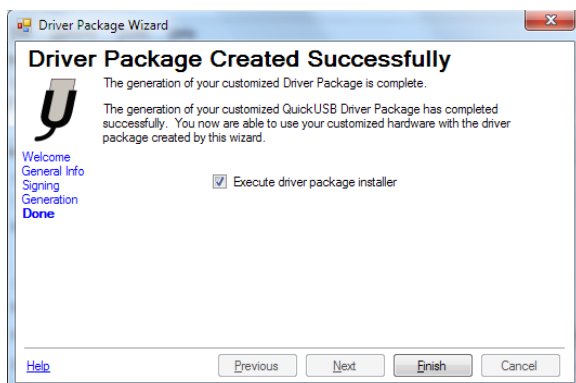 Driver Package Wizard
Driver Package Created Successfully
The generation of your customized Driver Package is complete.
The generation of your customized QuickUSB Driver Package has completed
successfully. You now are able to use your customized hardware with the driver
package created by this wizard.
Welcome
General Info
Signing
Generation
Done
Execute driver package installer
Help
Previous
Next
Finish
Cancel